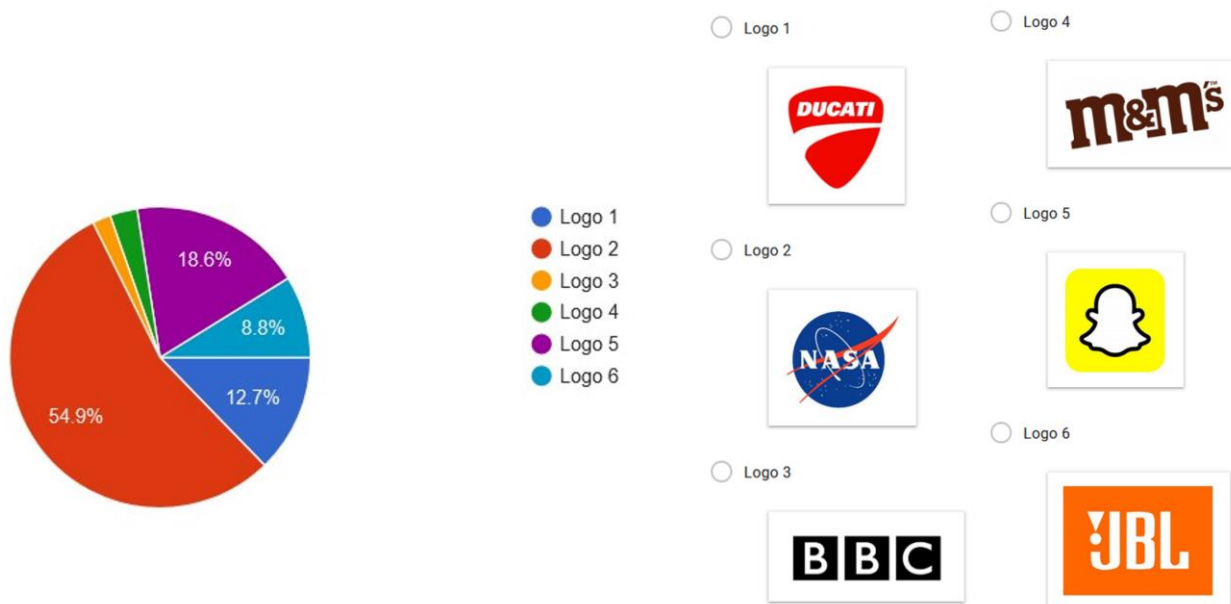 18.6%
8.8%
12.7%
54.9%
Logo 1
Logo 2
Logo 3
Logo 4
Logo 5
Logo 6
Logo 1
DUCATI
Logo 2
NASA
Logo 3
BBC
Logo 4
m&m's™
Logo 5
Logo 6
JBL